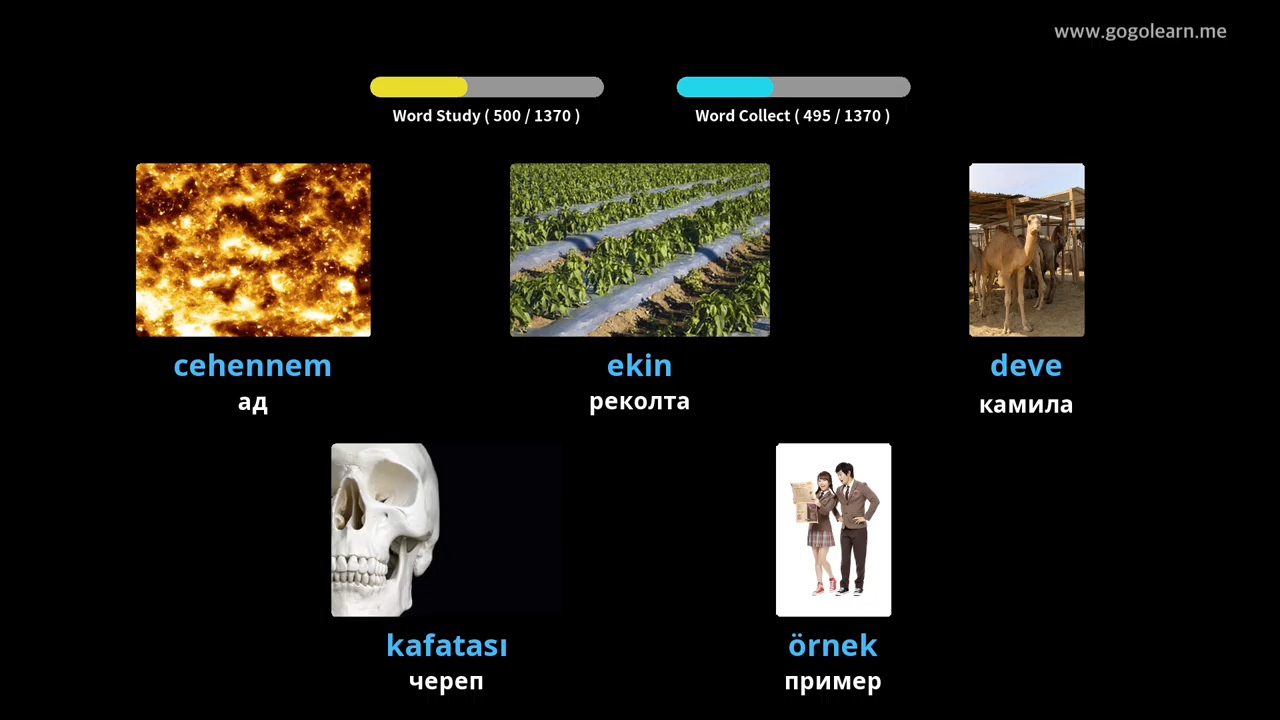 www.gogolearn.me
Word Study ( 500 / 1370 )
Word Collect ( 495 / 1370 )
cehennem
ад
ekin
реколта
deve
камила
kafatası
череп
örnek
пример